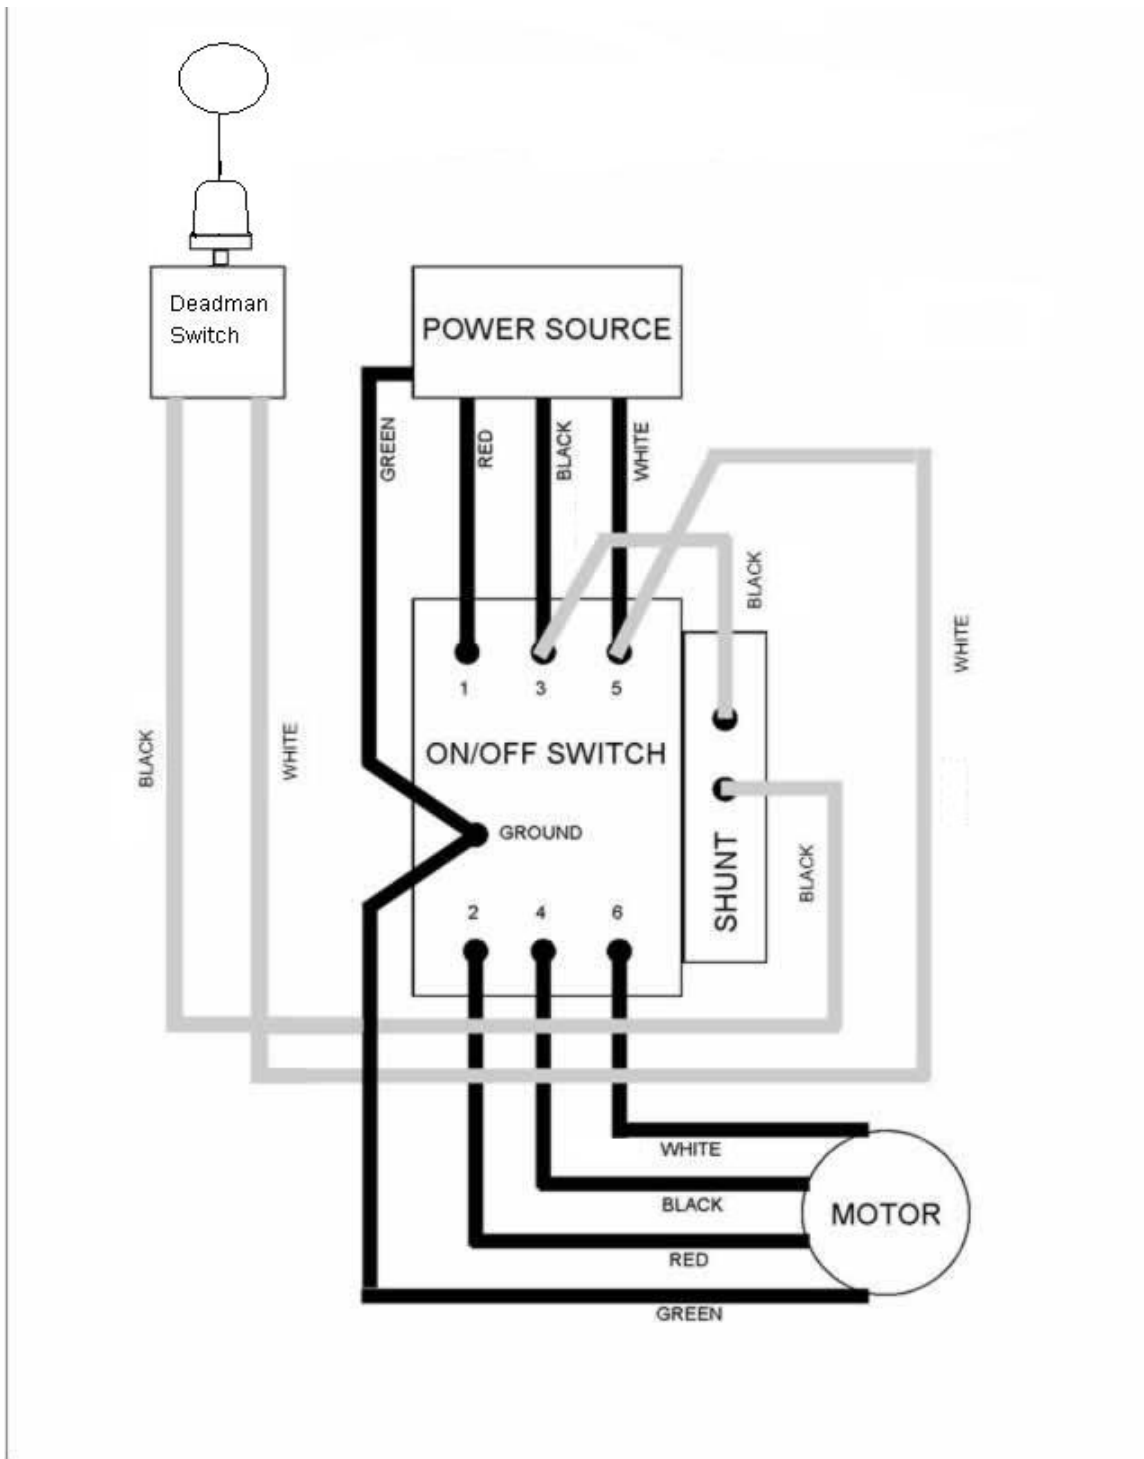 Deadman
Switch
POWER SOURCE
GREEN
RED
BLACK
WHITE
BLACK
WHITE
1
3
5
BLACK
WHITE
ON/OFF SWITCH
GROUND
SHUNT
BLACK
2
4
6
WHITE
BLACK
MOTOR
RED
GREEN